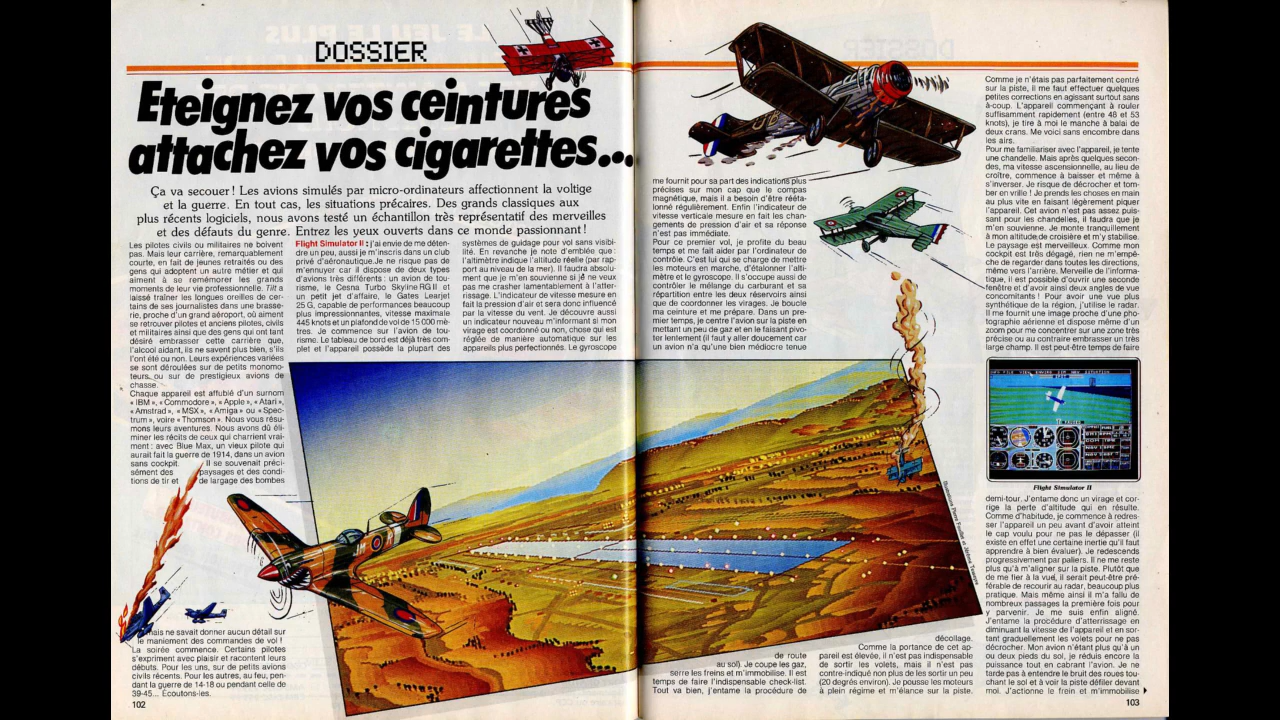 DOSSIER
Eteignez vos ceintures
attachez vos cigarettes...
Ça va secouer ! Les avions simulés par micro-ordinateurs affectionnent la voltige
et la guerre. En tout cas, les situations précaires. Des grands classiques aux
plus récents logiciels, nous avons testé un échantillon très représentatif des merveilles
et des défauts du genre. Entrez les yeux ouverts dans ce monde passionnant !
Les pilotes civils ou militaires ne boivent
pas. Mais leur carrière, remarquablement
courte, en fait de jeunes retraités ou des
gens qui adoptent un autre métier et qui
aiment à se remémorer les grands
moments de leur vie professionnelle. Tilt a
laissé traîner les longues oreilles de cer-
tains de ses journalistes dans une brasse-
rie, proche d'un grand aéroport, où aiment
se retrouver pilotes et anciens pilotes, civils
et militaires ainsi que des gens qui ont tant
désiré embrasser cette carrière que,
l'alcool aidant, ils ne savent plus bien, s'ils
l'ont été ou non. Leurs expériences variées
se sont déroulées sur de petits monomo-
teurs ou sur de prestigieux avions de
chasse.
Chaque appareil est affublé d'un surnom
« IBM », « Commodore », « Apple », « Atari »,
« Amstrad », « MSX », « Amiga » ou « Spec-
trum », voire « Thomson ». Nous vous résu-
mons leurs aventures. Nous avons dû éli-
miner les récits de ceux qui charrient vrai-
ment : avec Blue Max, un vieux pilote qui
aurait fait la guerre de 1914, dans un avion
sans cockpit. Il se souvenait préci-
sément des paysages et des condi-
tions de tir et de largage des bombes
mais ne savait donner aucun détail sur
le maniement des commandes de vol !
La soirée commence. Certains pilotes
s'expriment avec plaisir et racontent leurs
débuts. Pour les uns, sur de petits avions
civils récents. Pour les autres, au feu, pen-
dant la guerre de 14-18 ou pendant celle de
39-45... Écoutons-les.
102
Flight Simulator II : j'ai envie de me déten-
dre un peu, aussi je m'inscris dans un club
privé d'aéronautique. Je ne risque pas de
m'ennuyer car il dispose de deux types
d'avions très différents : un avion de tou-
risme, le Cesna Turbo Skyline RG II et
un petit jet d'affaire, le Gates Learjet
25 G, capable de performances beaucoup
plus impressionnantes, vitesse maximale
445 knots et un plafond de vol de 15 000 mè-
tres. Je commence sur l'avion de tou-
risme. Le tableau de bord est déjà très com-
plet et l'appareil possède la plupart des
systèmes de guidage pour vol sans visibi-
lité. En revanche je note d'emblée que :
l'altimètre indique l'altitude réelle (par rap-
port au niveau de la mer). Il faudra absolu-
ment que je m'en souvienne si je ne veux
pas me crasher lamentablement à l'atter-
rissage. L'indicateur de vitesse mesure en
fait la pression d'air et sera donc influencé
par la vitesse du vent. Je découvre aussi
un indicateur nouveau m'informant si mon
virage est coordonné ou non, chose qui est
réglée de manière automatique sur les
appareils plus perfectionnés. Le gyroscope
me fournit pour sa part des indications plus
précises sur mon cap que le compas
magnétique, mais il a besoin d'être rééta-
lonné régulièrement. Enfin l'indicateur de
vitesse verticale mesure en fait les chan-
gements de pression d'air et sa réponse
n'est pas immédiate.
Pour ce premier vol, je profite du beau
temps et me fait aider par l'ordinateur de
contrôle. C'est lui qui se charge de mettre
les moteurs en marche, d'étalonner l'alti-
mètre et le gyroscope. Il s'occupe aussi de
contrôler le mélange du carburant et sa
répartition entre les deux réservoirs ainsi
que de coordonner les virages. Je boucle
ma ceinture et me prépare. Dans un pre-
mier temps, je centre l'avion sur la piste en
mettant un peu de gaz et en le faisant pivo-
ter lentement (il faut y aller doucement car
un avion n'a qu'une bien médiocre tenue
de route
au sol). Je coupe les gaz,
serre les freins et m'immobilise. Il est
temps de faire l'indispensable check-list.
Tout va bien, j'entame la procédure de
décollage.
Comme la portance de cet ap-
pareil est élevée, il n'est pas indispensable
de sortir les volets, mais il n'est pas
contre-indiqué non plus de les sortir un peu
(20 degrés environ). Je pousse les moteurs
à plein régime et m'élance sur la piste.
Comme je n'étais pas parfaitement centré
sur la piste, il me faut effectuer quelques
petites corrections en agissant surtout sans
à-coup. L'appareil commençant à rouler
suffisamment rapidement (entre 48 et 53
knots), je tire à moi le manche à balai de
deux crans. Me voici sans encombre dans
les airs.
Pour me familiariser avec l'appareil, je tente
une chandelle. Mais après quelques secon-
des, ma vitesse ascensionnelle, au lieu de
croître, commence à baisser et même à
s'inverser. Je risque de décrocher et tom-
ber en vrille ! Je prends les choses en main
au plus vite en faisant légèrement piquer
l'appareil. Cet avion n'est pas assez puis-
sant pour les chandelles, il faudra que je
m'en souvienne. Je monte tranquillement
à mon altitude de croisière et m'y stabilise.
Le paysage est merveilleux. Comme mon
cockpit est très dégagé, rien ne m'empê-
che de regarder dans toutes les directions,
même vers l'arrière. Merveille de l'informa-
tique, il est possible d'ouvrir une seconde
fenêtre et d'avoir ainsi deux angles de vue
concomitants ! Pour avoir une vue plus
synthétique de la région, j'utilise le radar.
Il me fournit une image proche d'une pho-
tographie aérienne et dispose même d'un
zoom pour me concentrer sur une zone très
précise ou au contraire embrasser un très
large champ. Il est peut-être temps de faire
Flight Simulator II
demi-tour. J'entame donc un virage et cor-
rige la perte d'altitude qui en résulte.
Comme d'habitude, je commence à redres-
ser l'appareil un peu avant d'avoir atteint
le cap voulu pour ne pas le dépasser (il
existe en effet une certaine inertie qu'il faut
apprendre à bien évaluer). Je redescends
progressivement par paliers. Il ne me reste
plus qu'à m'aligner sur la piste. Plutôt que
de me fier à la vue, il serait peut-être pré-
férable de recourir au radar, beaucoup plus
pratique. Mais même ainsi il m'a fallu de
nombreux passages la première fois pour
y parvenir. Je me suis enfin aligné.
J'entame la procédure d'atterrissage en
diminuant la vitesse de l'appareil et en sor-
tant graduellement les volets pour ne pas
décrocher. Mon avion n'étant plus qu'à un
ou deux pieds du sol, je réduis encore la
puissance tout en cabrant l'avion. Je ne
tarde pas à entendre le bruit des roues tou-
chant le sol et à voir la piste défiler devant
moi. J'actionne le frein et m'immobilise
103